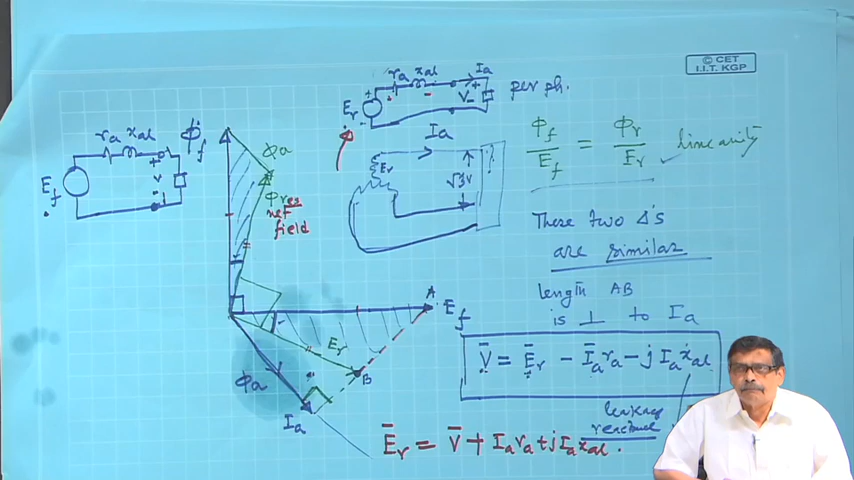 © CET
I.I.T. KGP
ra xal Ia
Er V per ph.
ra xal
Ef V
Φf
Φa
Φres
net
field
Ia
Er
√3V
Φf / Ef = Φr / Er linearity
These two Δ's
are similar
length AB
is ⊥ to Ia
V̄ = Ēr − Īa ra − j Īa xal
leakage
reactance
A Ef
Er
B
Φa
Ia
Ēr = V̄ + Ia ra + j Ia xal.